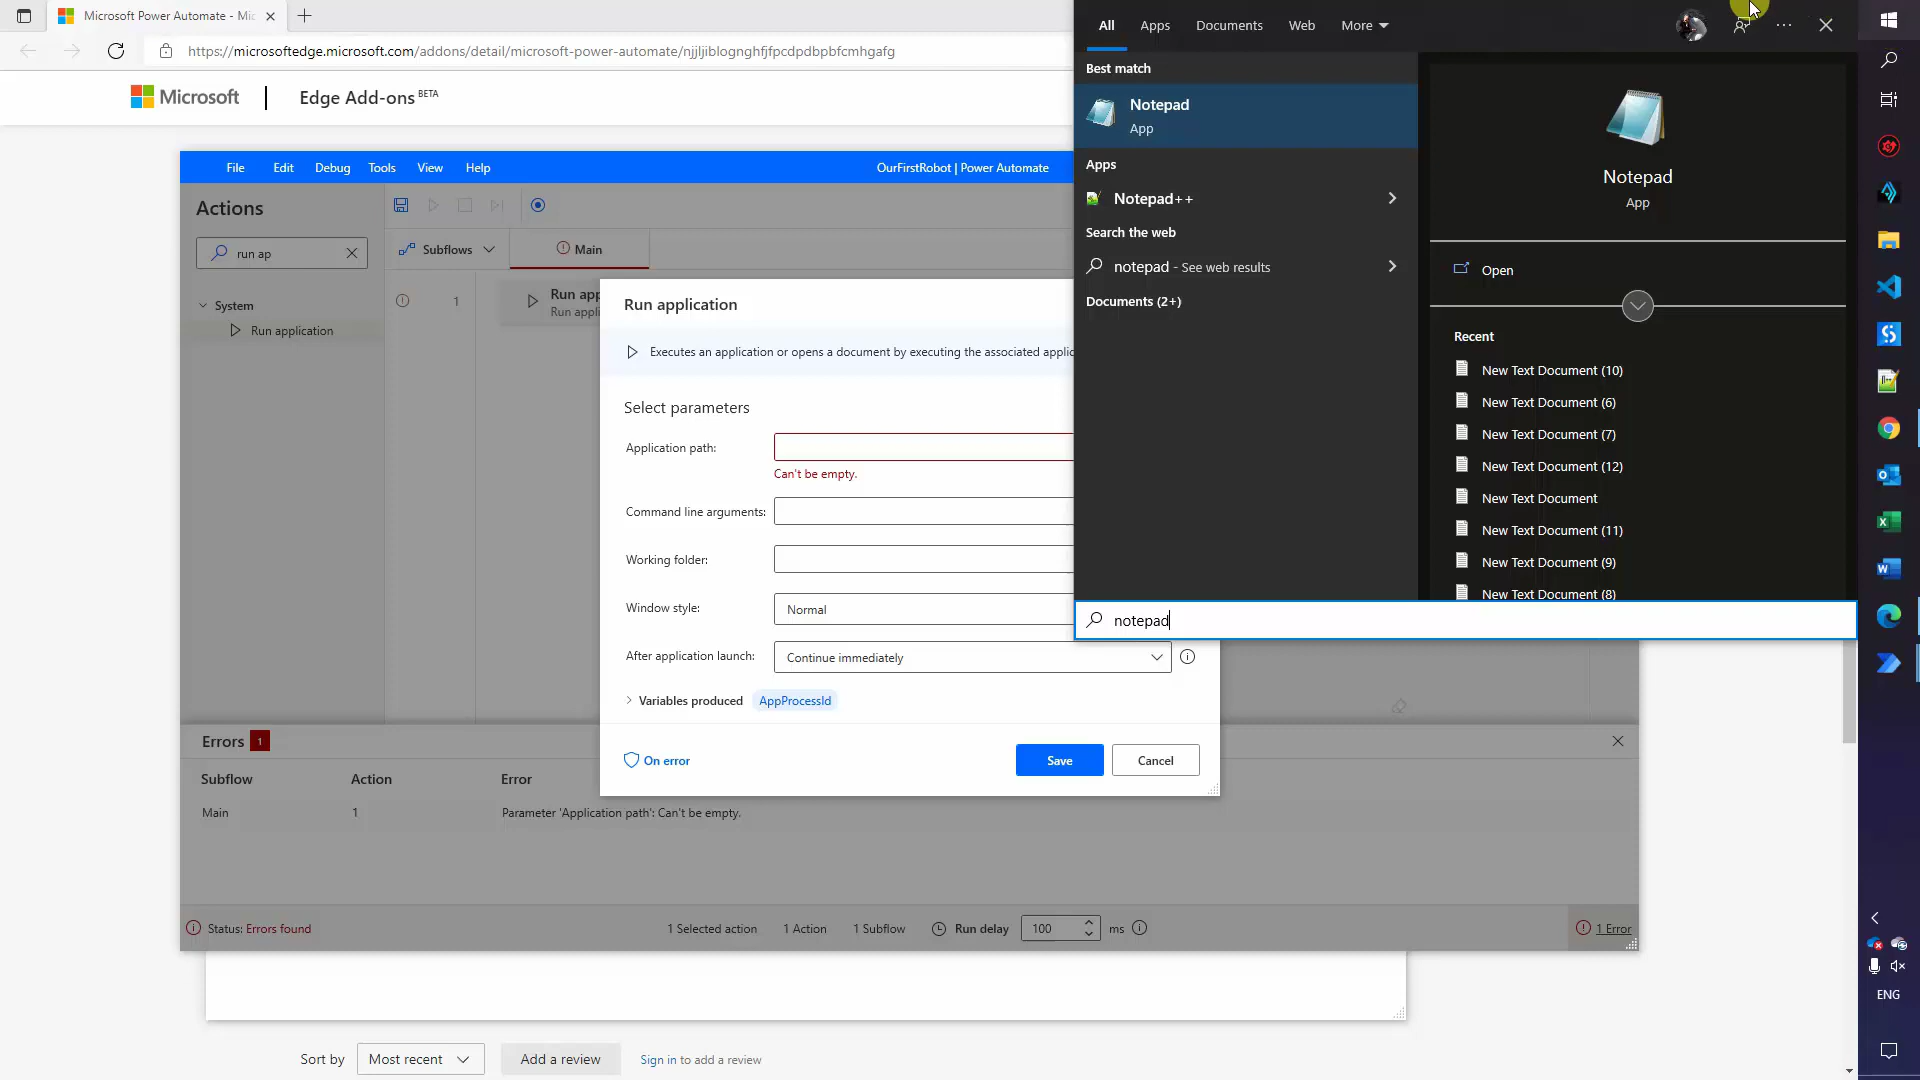 Microsoft Power Automate - Mic
https://microsoftedge.microsoft.com/addons/detail/microsoft-power-automate/njjljiblognghfjfpcdpdbpbfcmhgafg
Microsoft
Edge Add-ons BETA
File Edit Debug Tools View Help
OurFirstRobot | Power Automate
Actions
run ap
System
Run application
Subflows
Main
1
Run app
Run appli
Run application
Executes an application or opens a document by executing the associated applic
Select parameters
Application path:
Can't be empty.
Command line arguments:
Working folder:
Window style:
Normal
After application launch:
Continue immediately
Variables produced
AppProcessId
On error
Save
Cancel
Errors 1
Subflow Action Error
Main 1 Parameter 'Application path': Can't be empty.
Status: Errors found
1 Selected action 1 Action 1 Subflow Run delay 100 ms
1 Error
Sort by Most recent Add a review Sign in to add a review
All Apps Documents Web More
Best match
Notepad
App
Apps
Notepad++
Search the web
notepad - See web results
Documents (2+)
Notepad
App
Open
Recent
New Text Document (10)
New Text Document (6)
New Text Document (7)
New Text Document (12)
New Text Document
New Text Document (11)
New Text Document (9)
New Text Document (8)
notepad
ENG